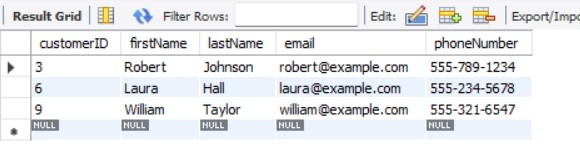 Result Grid Filter Rows: Edit: Export/Impo
customerID firstName lastName email phoneNumber
3 Robert Johnson robert@example.com 555-789-1234
6 Laura Hall laura@example.com 555-234-5678
9 William Taylor william@example.com 555-321-6547
NULL NULL NULL NULL NULL